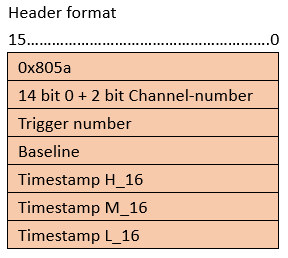 Header format
15……………………………………………0
0x805a
14 bit 0 + 2 bit Channel-number
Trigger number
Baseline
Timestamp H_16
Timestamp M_16
Timestamp L_16